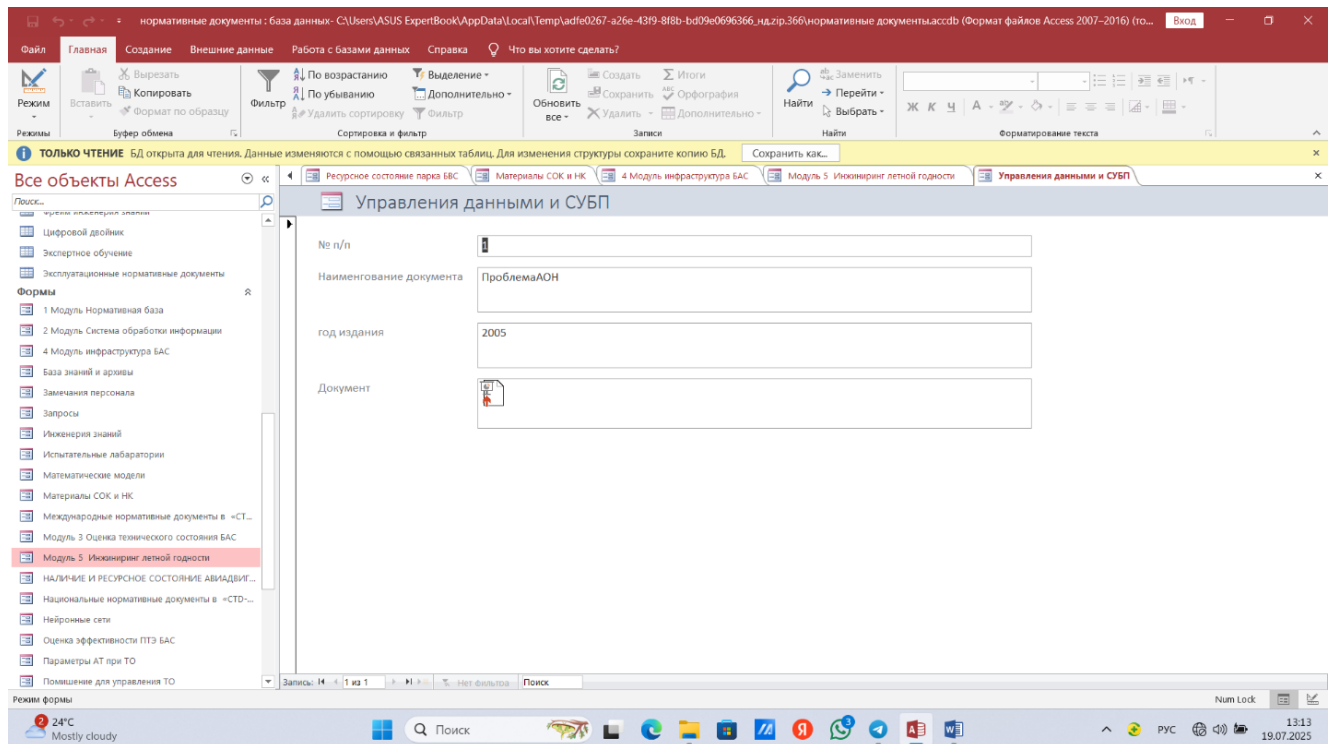 нормативные документы : база данных- C:\Users\ASUS ExpertBook\AppData\Local\Temp\adfe0267-a26e-43f9-8f8b-bd09e0696366_нд.zip.366\нормативные документы.accdb (Формат файлов Access 2007–2016) (то... Вход
Файл Главная Создание Внешние данные Работа с базами данных Справка Что вы хотите сделать?
Режим
Вставить
Вырезать
Копировать
Формат по образцу
Фильтр
По возрастанию
По убыванию
Удалить сортировку
Выделение
Дополнительно
Фильтр
Обновить все
Создать
Сохранить
Удалить
Итоги
Орфография
Дополнительно
Найти
Заменить
Перейти
Выбрать
Ж К Ч А
Режимы Буфер обмена Сортировка и фильтр Записи Найти Форматирование текста
ТОЛЬКО ЧТЕНИЕ БД открыта для чтения. Данные изменяются с помощью связанных таблиц. Для изменения структуры сохраните копию БД. Сохранить как...
Все объекты Access
Поиск...
Фрейм инженерия знаний
Цифровой двойник
Экспертное обучение
Эксплуатационные нормативные документы
Формы
1 Модуль Нормативная база
2 Модуль Система обработки информации
4 Модуль инфраструктура БАС
База знаний и архивы
Замечания персонала
Запросы
Инженерия знаний
Испытательные лабаратории
Математические модели
Материалы СОК и НК
Международные нормативные документы в «СТ...
Модуль 3 Оценка технического состояния БАС
Модуль 5 Инжиниринг летной годности
НАЛИЧИЕ И РЕСУРСНОЕ СОСТОЯНИЕ АВИАДВИГ...
Национальные нормативные документы в «CTD-...
Нейронные сети
Оценка эффективности ПТЭ БАС
Параметры АТ при ТО
Помишение для управления ТО
Ресурсное состояние парка БВС Материалы СОК и НК 4 Модуль инфраструктура БАС Модуль 5 Инжиниринг летной годности Управления данными и СУБП
Управления данными и СУБП
№ п/п 1
Наименгование документа ПроблемаАОН
год издания 2005
Документ
Запись: 1 из 1 Нет фильтров Поиск
Режим формы Num Lock
2 24°C
Mostly cloudy
Поиск
3
РУС
13:13
19.07.2025